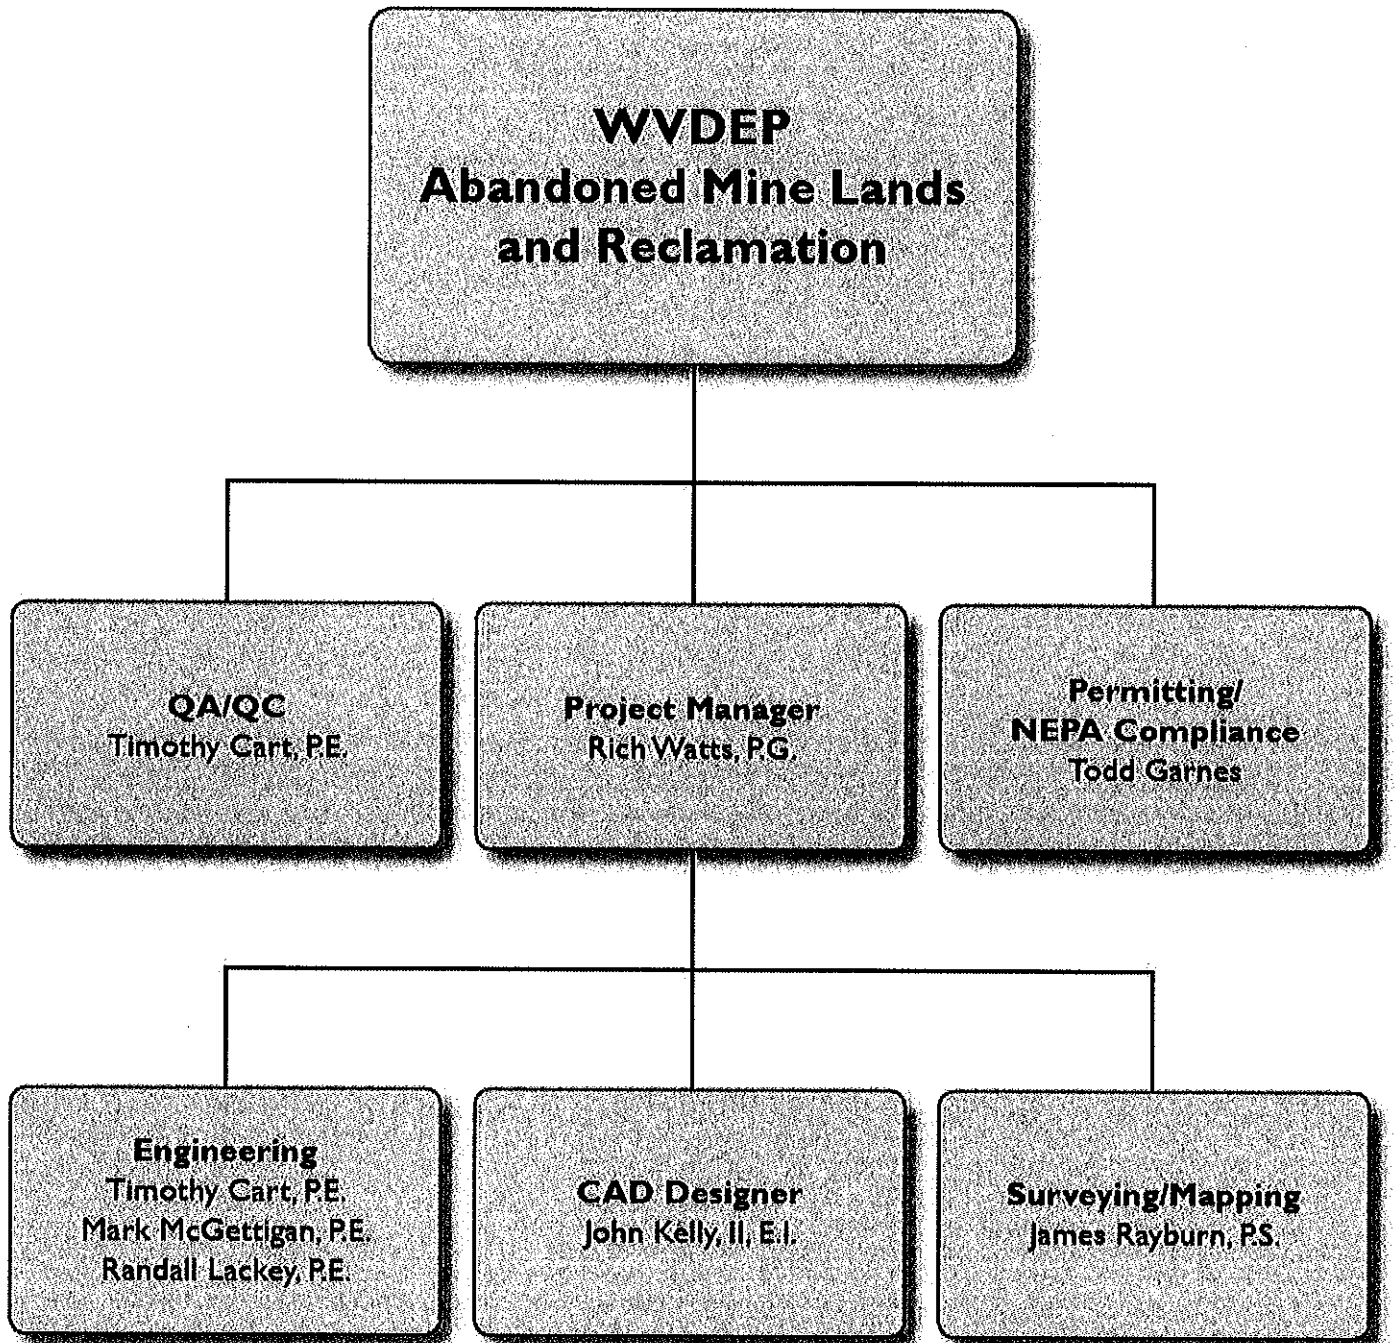 WVDEP
Abandoned Mine Lands
and Reclamation
QA/QC
Timothy Cart, P.E.
Project Manager
Rich Watts, P.G.
Permitting/
NEPA Compliance
Todd Garnes
Engineering
Timothy Cart, P.E.
Mark McGettigan, P.E.
Randall Lackey, P.E.
CAD Designer
John Kelly, II, E.I.
Surveying/Mapping
James Rayburn, P.S.